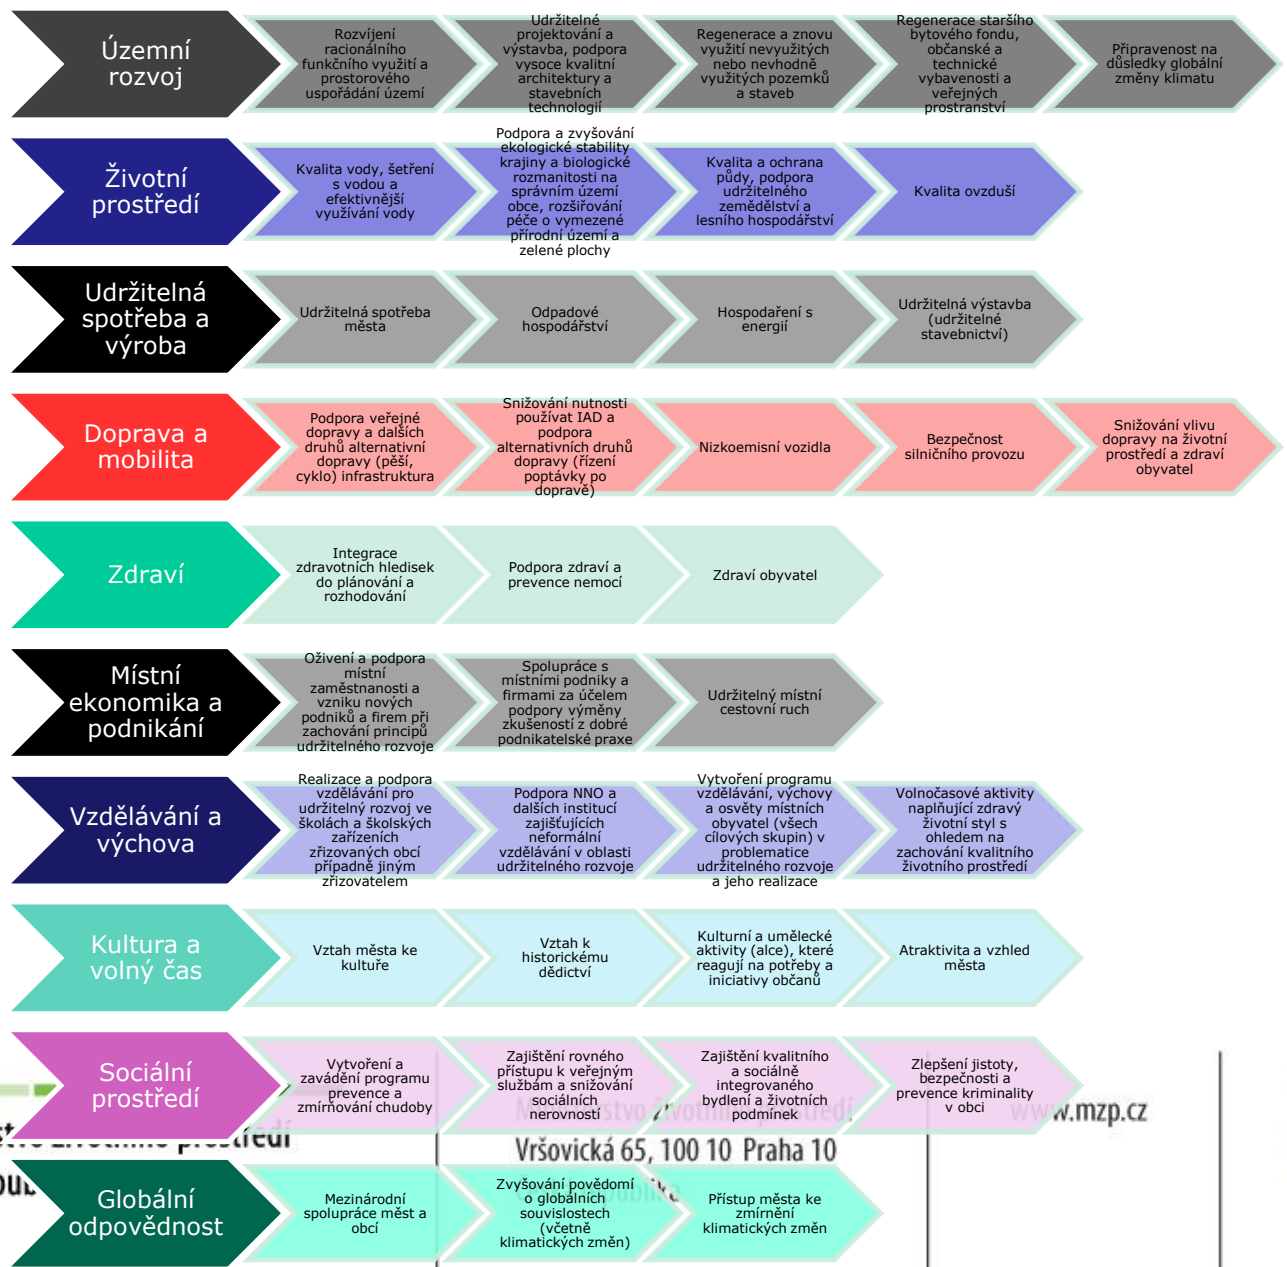 Územní
rozvoj
Rozvíjení
racionálního
funkčního využití a
prostorového
uspořádání území
Udržitelné
projektování a
výstavba, podpora
vysoce kvalitní
architektury a
stavebních
technologií
Regenerace a znovu
využití nevyužitých
nebo nevhodně
využitých pozemků
a staveb
Regenerace staršího
bytového fondu,
občanské a
technické
vybavenosti a
veřejných
prostranství
Připravenost na
důsledky globální
změny klimatu
Životní
prostředí
Kvalita vody, šetření
s vodou a
efektivnější
využívání vody
Podpora a zvyšování
ekologické stability
krajiny a biologické
rozmanitosti na
správním území
obce, rozšiřování
péče o vymezené
přírodní území a
zelené plochy
Kvalita a ochrana
půdy, podpora
udržitelného
zemědělství a
lesního hospodářství
Kvalita ovzduší
Udržitelná
spotřeba a
výroba
Udržitelná spotřeba
města
Odpadové
hospodářství
Hospodaření s
energií
Udržitelná výstavba
(udržitelné
stavebnictví)
Doprava a
mobilita
Podpora veřejné
dopravy a dalších
druhů alternativní
dopravy (pěší,
cyklo) infrastruktura
Snižování nutnosti
používat IAD a
podpora
alternativních druhů
dopravy (řízení
poptávky po
dopravě)
Nizkoemisní vozidla
Bezpečnost
silničního provozu
Snižování vlivu
dopravy na životní
prostředí a zdraví
obyvatel
Zdraví
Integrace
zdravotních hledisek
do plánování a
rozhodování
Podpora zdraví a
prevence nemocí
Zdraví obyvatel
Místní
ekonomika a
podnikání
Oživení a podpora
místní
zaměstnanosti a
vzniku nových
podniků a firem při
zachování principů
udržitelného rozvoje
Spolupráce s
místními podniky a
firmami za účelem
podpory výměny
zkušeností z dobré
podnikatelské praxe
Udržitelný místní
cestovní ruch
Vzdělávání a
výchova
Realizace a podpora
vzdělávání pro
udržitelný rozvoj ve
školách a školských
zařízeních
zřizovaných obcí
případně jiným
zřizovatelem
Podpora NNO a
dalších institucí
zajišťujících
neformální
vzdělávání v oblasti
udržitelného rozvoje
Vytvoření programu
vzdělávání, výchovy
a osvěty místních
obyvatel (všech
cílových skupin) v
problematice
udržitelného rozvoje
a jeho realizace
Volnočasové aktivity
naplňující zdravý
životní styl s
ohledem na
zachování kvalitního
životního prostředí
Kultura a
volný čas
Vztah města ke
kultuře
Vztah k
historickému
dědictví
Kulturní a umělecké
aktivity (alce), které
reagují na potřeby a
iniciativy občanů
Atraktivita a vzhled
města
Sociální
prostředí
Vytvoření a
zavádění programu
prevence a
zmírňování chudoby
Zajištění rovného
přístupu k veřejným
službám a snižování
sociálních
nerovností
Zajištění kvalitního
a sociálně
integrovaného
bydlení a životních
podmínek
Zlepšení jistoty,
bezpečnosti a
prevence kriminality
v obci
www.mzp.cz
Vršovická 65, 100 10 Praha 10
Globální
odpovědnost
Mezinárodní
spolupráce měst a
obcí
Zvyšování povědomí
o globálních
souvislostech
(včetně
klimatických změn)
Přístup města ke
zmírnění
klimatických změn